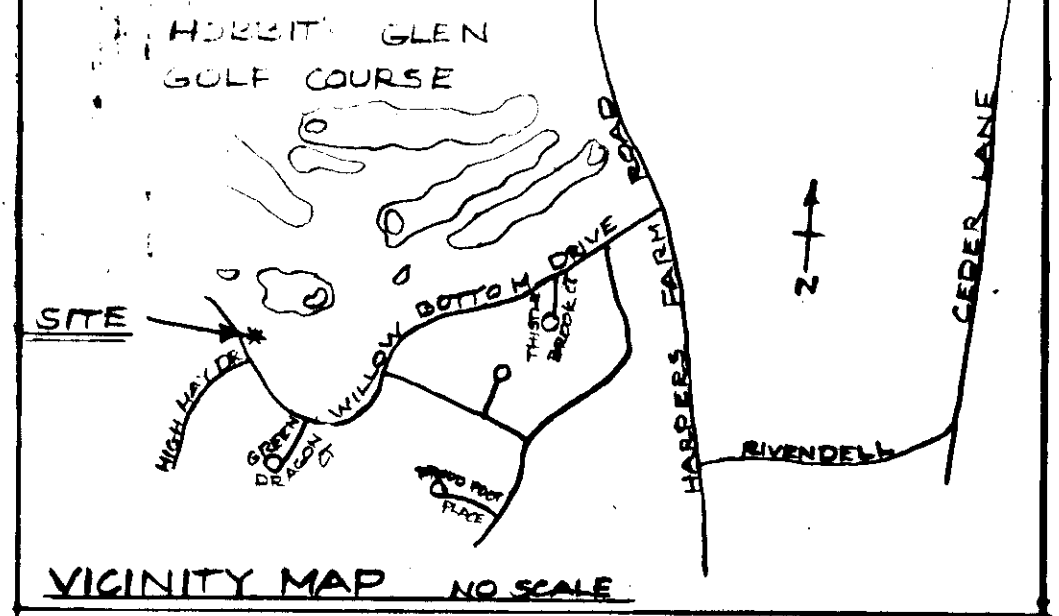 HOBBIT'S GLEN
GOLF COURSE
HARPERS FARM ROAD
CEDER LANE
N
WILLOW BOTTOM DRIVE
THISTLE
BROOK CT
SITE
HIGH HAY DR
GREEN
DRAGON CT
FOOT
PLACE
RIVENDELL
VICINITY MAP NO SCALE